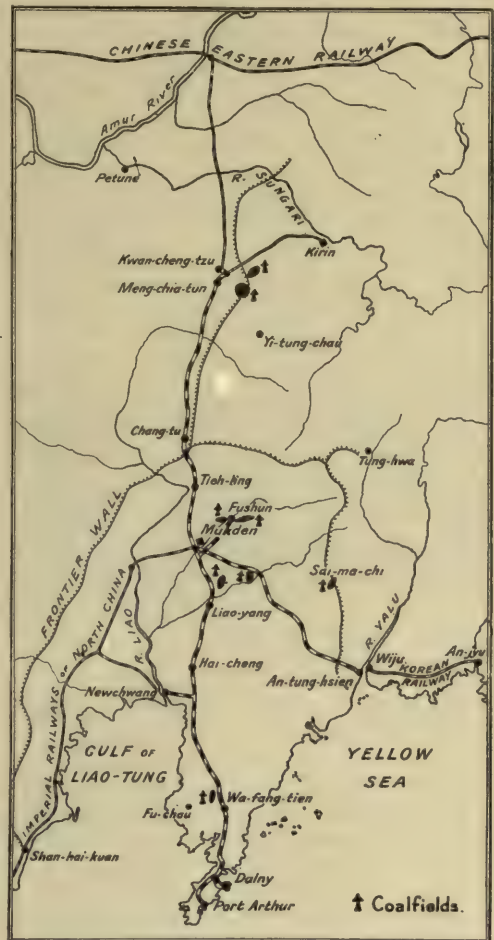 CHINESE EASTERN RAILWAY
Amur River
Petuné
R. SUNGARI
Kirin
Kwan-cheng-tzu
Meng-chia-tun
Yi-tung-chau
Chang-tu
Tung-hwa
Tieh-ling
Fushun
Mukden
FRONTIER WALL
Sai-ma-chi
Liao-yang
IMPERIAL RAILWAYS OF NORTH CHINA
R. LIAO
R. YALU
Hai-cheng
Wiju
An-ju
KOREAN RAILWAY
An-tung-hsien
Newchwang
GULF OF
LIAO-TUNG
YELLOW
SEA
Wa-fang-tien
Fu-chau
Shan-hai-kuan
Dalny
Port Arthur
Coalfields.